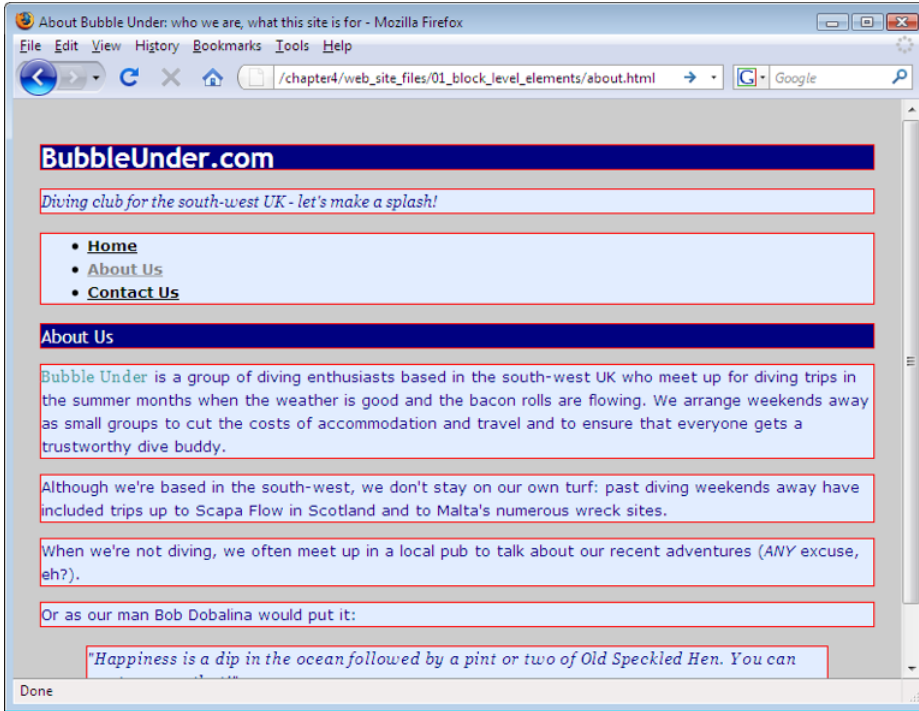 About Bubble Under: who we are, what this site is for - Mozilla Firefox
File Edit View History Bookmarks Tools Help
/chapter4/web_site_files/01_block_level_elements/about.html
G Google
BubbleUnder.com
Diving club for the south-west UK - let's make a splash!
• Home
• About Us
• Contact Us
About Us
Bubble Under is a group of diving enthusiasts based in the south-west UK who meet up for diving trips in
the summer months when the weather is good and the bacon rolls are flowing. We arrange weekends away
as small groups to cut the costs of accommodation and travel and to ensure that everyone gets a
trustworthy dive buddy.
Although we're based in the south-west, we don't stay on our own turf: past diving weekends away have
included trips up to Scapa Flow in Scotland and to Malta's numerous wreck sites.
When we're not diving, we often meet up in a local pub to talk about our recent adventures (ANY excuse,
eh?).
Or as our man Bob Dobalina would put it:
"Happiness is a dip in the ocean followed by a pint or two of Old Speckled Hen. You can
Done